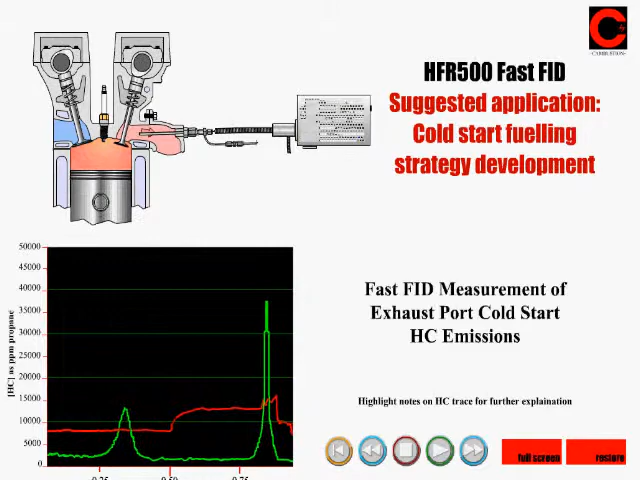 CAMBUSTION
HFR500 Fast FID
Suggested application:
Cold start fuelling
strategy development
50000
45000
40000
35000
30000
25000
20000
15000
10000
5000
0
[HC] as ppm propane
0.25
0.50
0.75
Fast FID Measurement of
Exhaust Port Cold Start
HC Emissions
Highlight notes on HC trace for further explaination
full screen
restore